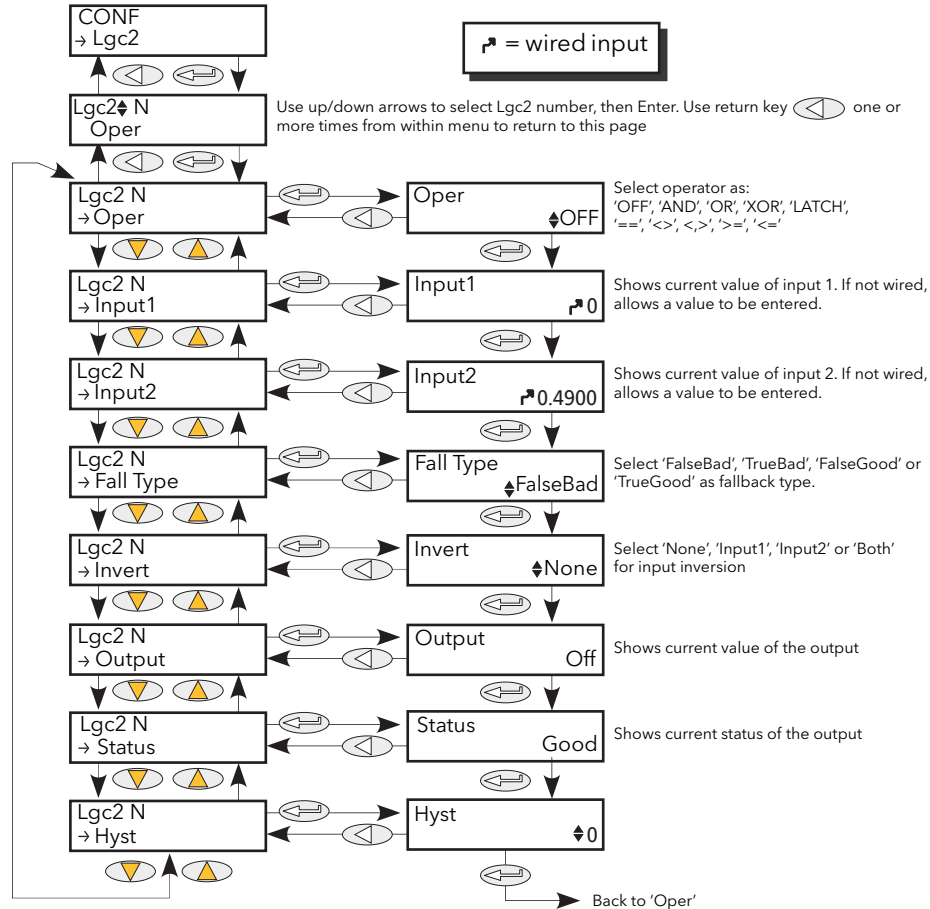 CONF
→ Lgc2
= wired input
Lgc2 N
Oper
Use up/down arrows to select Lgc2 number, then Enter. Use return key one or
more times from within menu to return to this page
Lgc2 N
→Oper
Oper
OFF
Select operator as:
'OFF', 'AND', 'OR', 'XOR', 'LATCH',
'==', '<>', <,>', '>=', '<='
Lgc2 N
→ Input1
Input1
0
Shows current value of input 1. If not wired,
allows a value to be entered.
Lgc2 N
→ Input2
Input2
0.4900
Shows current value of input 2. If not wired,
allows a value to be entered.
Lgc2 N
→ Fall Type
Fall Type
FalseBad
Select 'FalseBad', 'TrueBad', 'FalseGood' or
'TrueGood' as fallback type.
Lgc2 N
→ Invert
Invert
None
Select 'None', 'Input1', 'Input2' or 'Both'
for input inversion
Lgc2 N
→ Output
Output
Off
Shows current value of the output
Lgc2 N
→ Status
Status
Good
Shows current status of the output
Lgc2 N
→ Hyst
Hyst
0
Back to 'Oper'